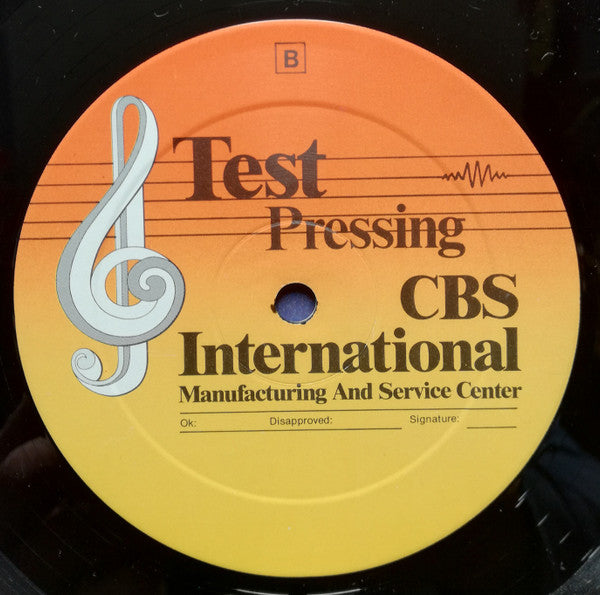 B
Test
Pressing
CBS
International
Manufacturing And Service Center
Ok: Disapproved: Signature: